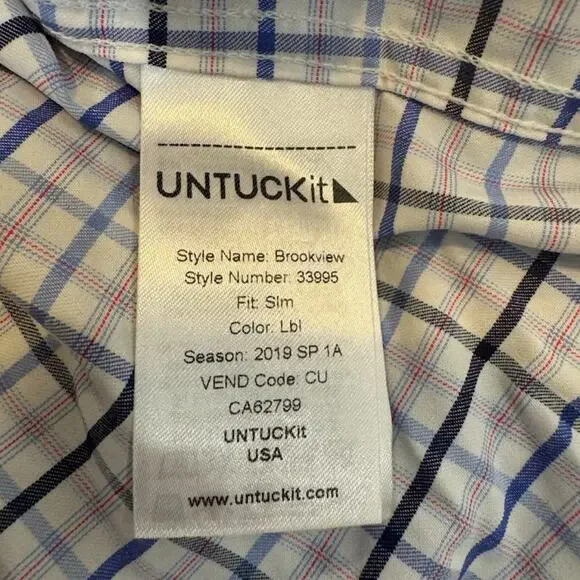 UNTUCKit
Style Name: Brookview
Style Number: 33995
Fit: Slm
Color: Lbl
Season: 2019 SP 1A
VEND Code: CU
CA62799
UNTUCKit
USA
www.untuckit.com